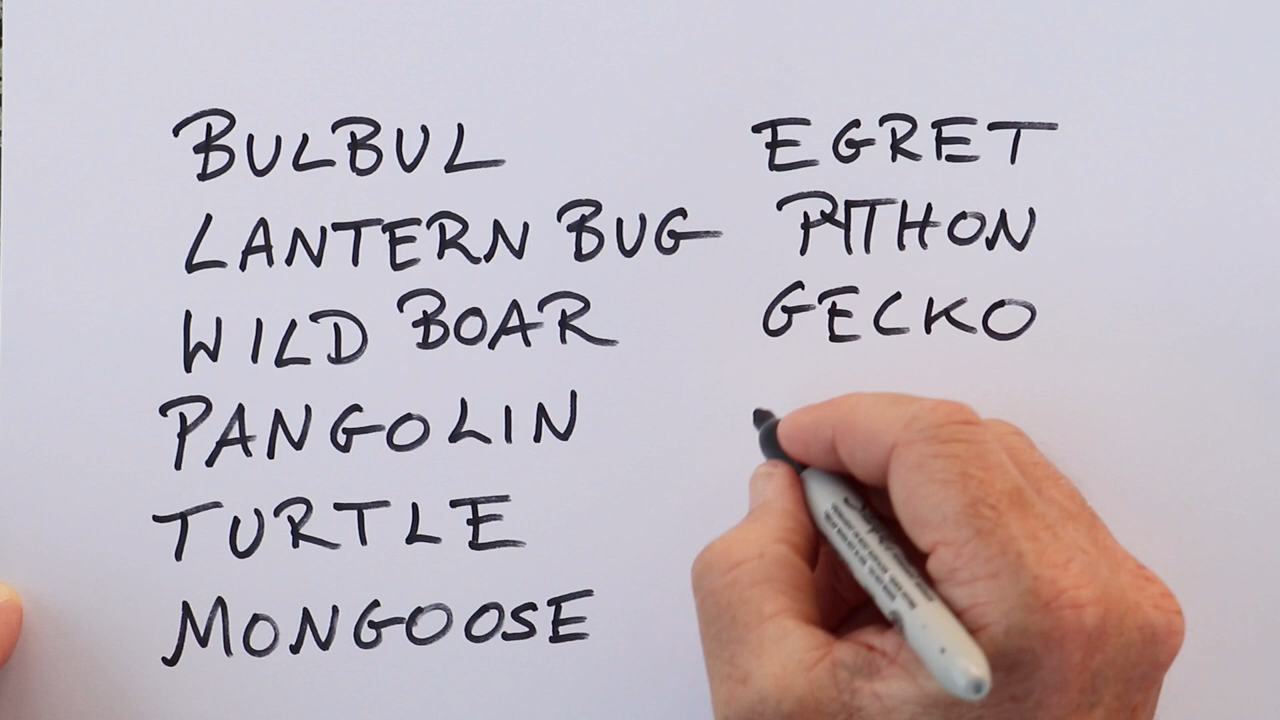 BULBUL
LANTERN BUG
WILD BOAR
PANGOLIN
TURTLE
MONGOOSE
EGRET
PYTHON
GECKO